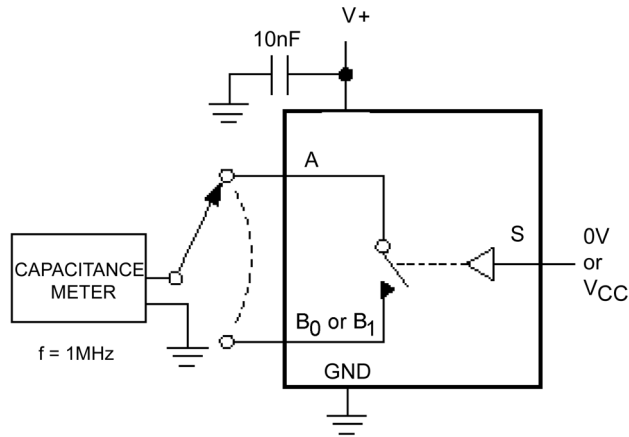 V+
10nF
A
S
0V
or
VCC
CAPACITANCE
METER
B0 or B1
f = 1MHz
GND